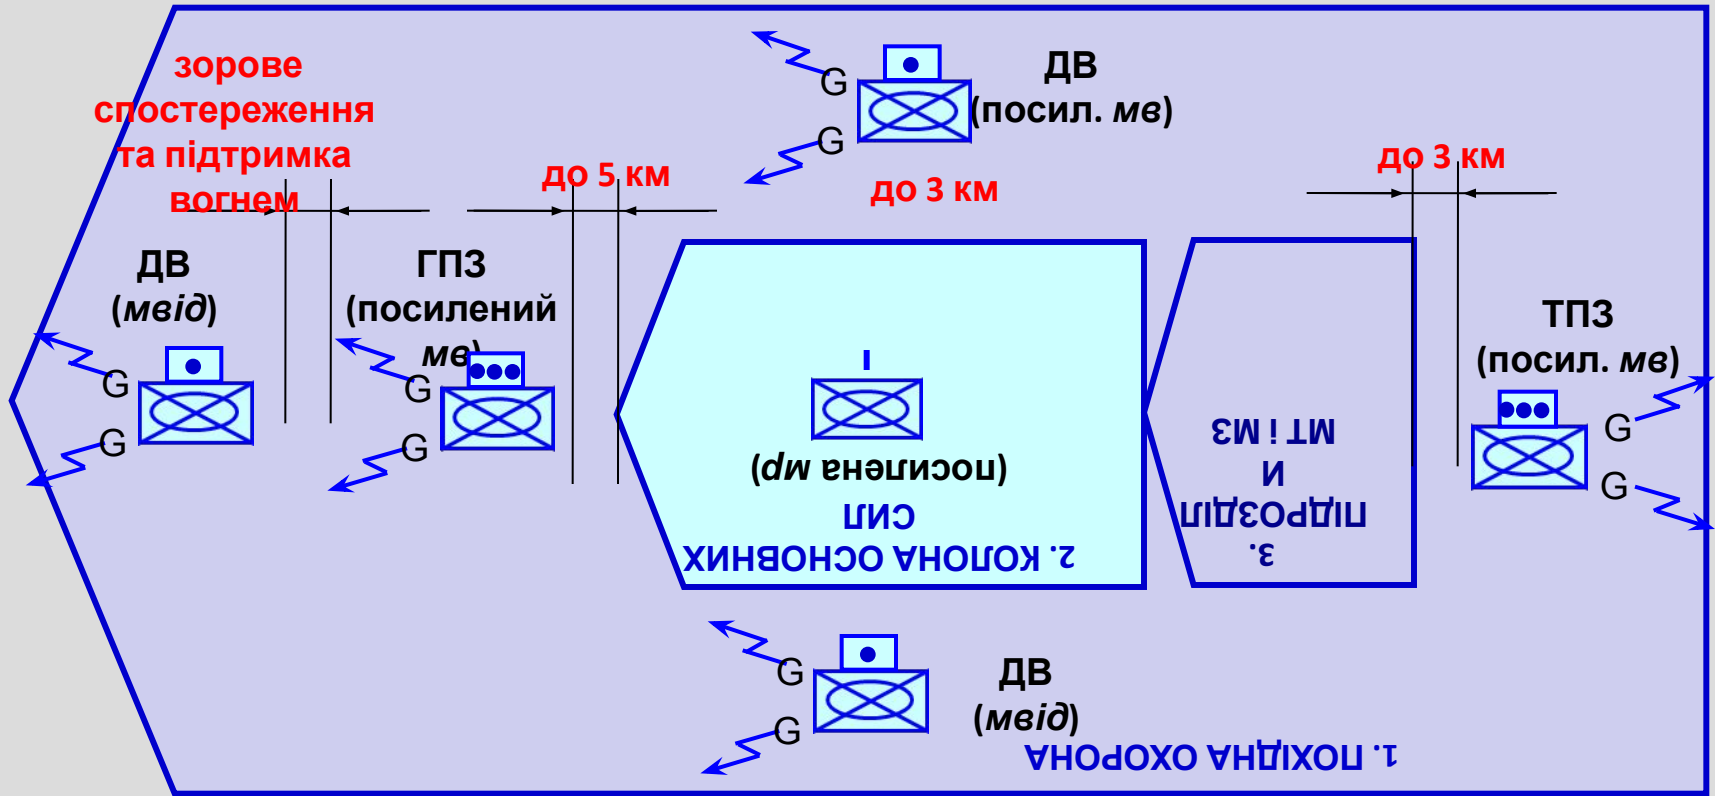 зорове
спостереження
та підтримка
вогнем
ДВ
(посил. мв)
G
G
до 5 км
до 3 км
до 3 км
ДВ
(мвід)
G
G
ГПЗ
(посилений
мв)
G
G
I
(посилена мр)
2. КОЛОНА ОСНОВНИХ
СИЛ
3.
ПІДРОЗДІЛ
И
МТ і МЗ
ТПЗ
(посил. мв)
G
G
G
G
ДВ
(мвід)
1. ПОХІДНА ОХОРОНА